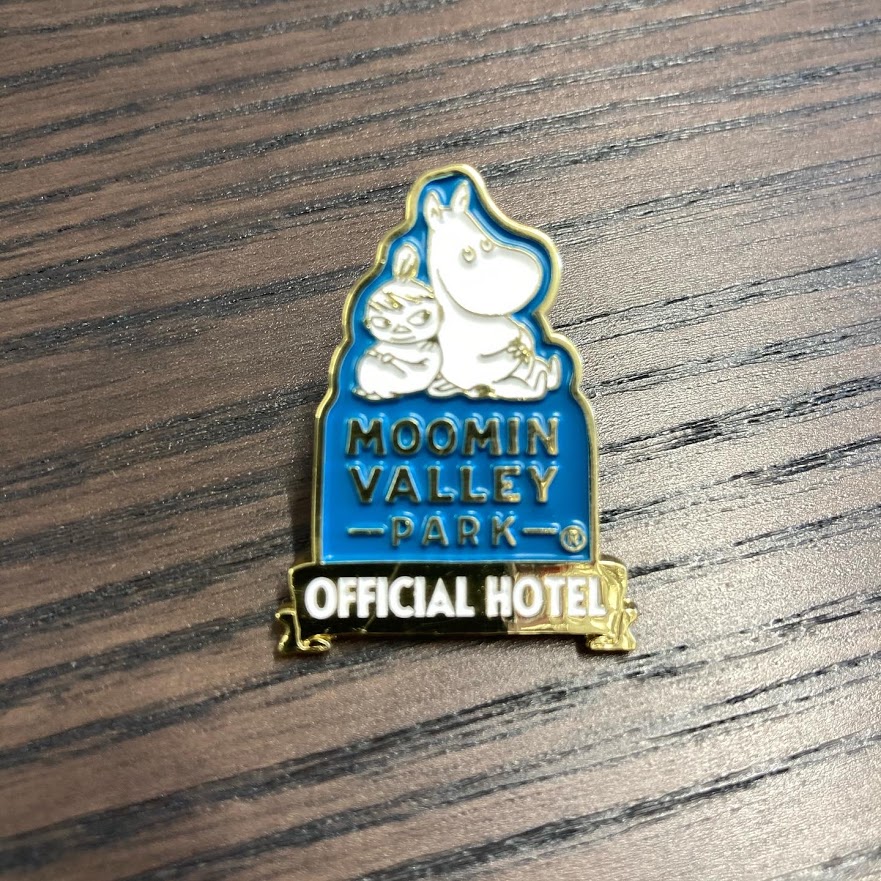 MOOMIN
VALLEY
PARK
®
OFFICIAL HOTEL